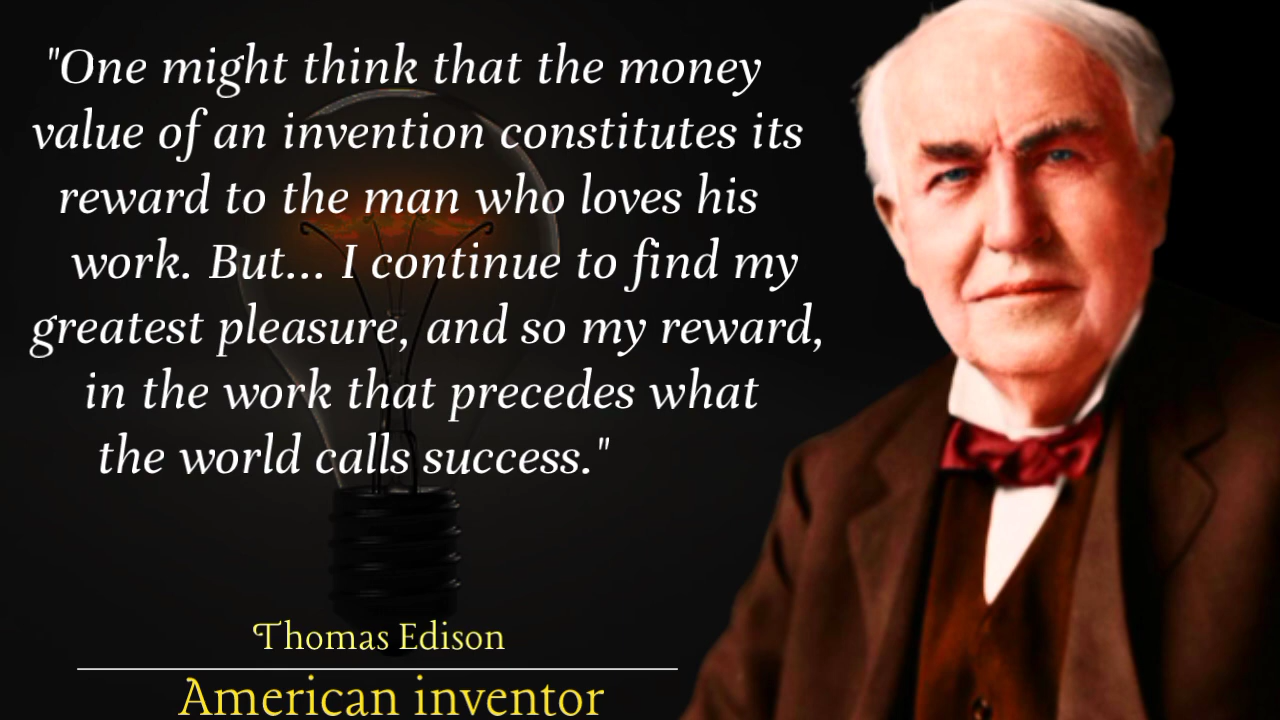 "One might think that the money
value of an invention constitutes its
reward to the man who loves his
work. But... I continue to find my
greatest pleasure, and so my reward,
in the work that precedes what
the world calls success."
Thomas Edison
American inventor